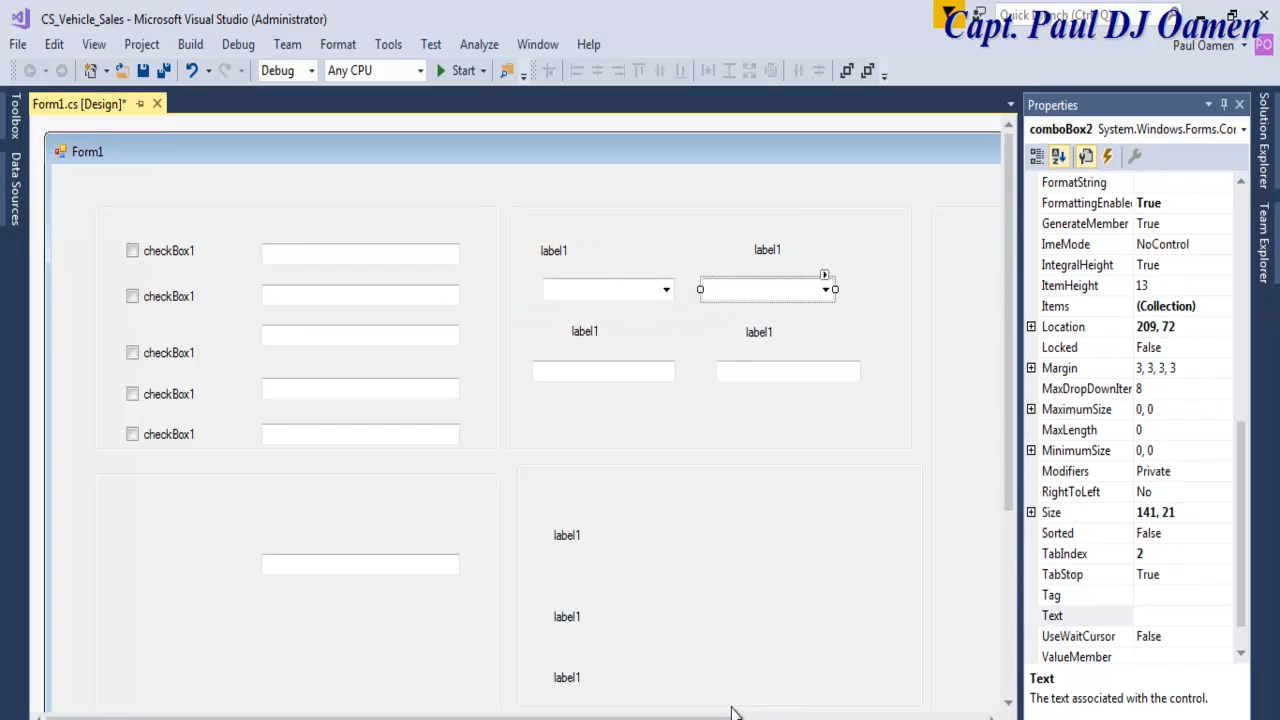 CS_Vehicle_Sales - Microsoft Visual Studio (Administrator)
Quick Launch (Ctrl+Q)
Capt. Paul DJ Oamen
File Edit View Project Build Debug Team Format Tools Test Analyze Window Help
Paul Oamen PO
Debug Any CPU Start
Form1.cs [Design]*
Toolbox
Data Sources
Form1
checkBox1
checkBox1
checkBox1
checkBox1
checkBox1
label1 label1
label1 label1
label1
label1
label1
Properties
comboBox2 System.Windows.Forms.Cor
FormatString
FormattingEnable True
GenerateMember True
ImeMode NoControl
IntegralHeight True
ItemHeight 13
Items (Collection)
Location 209, 72
Locked False
Margin 3, 3, 3, 3
MaxDropDownIter 8
MaximumSize 0, 0
MaxLength 0
MinimumSize 0, 0
Modifiers Private
RightToLeft No
Size 141, 21
Sorted False
TabIndex 2
TabStop True
Tag
Text
UseWaitCursor False
ValueMember
Text
The text associated with the control.
Solution Explorer
Team Explorer